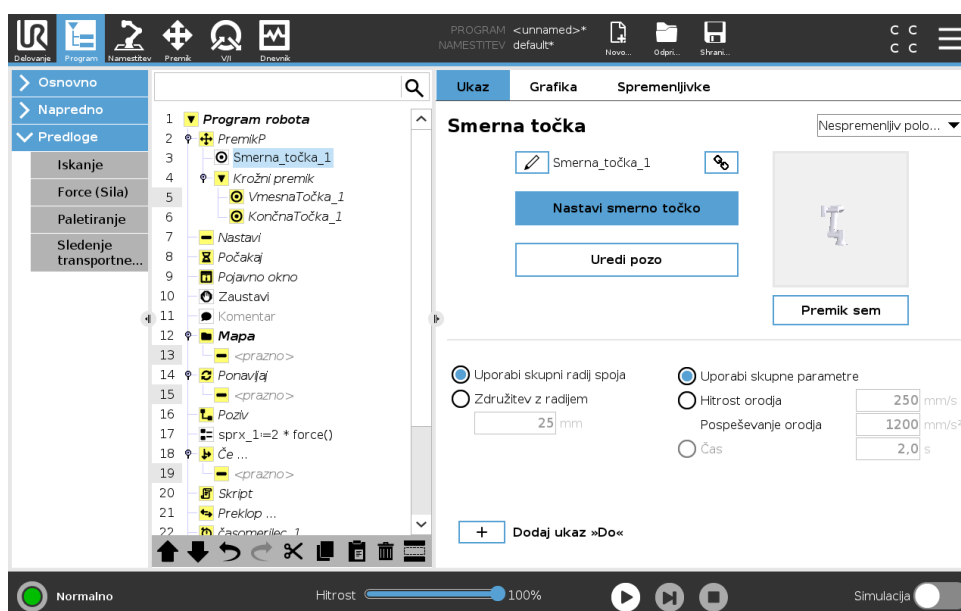 PROGRAM <unnamed>*
NAMESTITEV default*
Delovanje Program Namestitev Premik V/I Dnevnik Novo... Odpri... Shrani...
C C
C C
Osnovno
Napredno
Predloge
Iskanje
Force (Sila)
Paletiranje
Sledenje
transportne...
1 Program robota
2 PremikP
3 Smerna_točka_1
4 Krožni premik
5 VmesnaTočka_1
6 KončnaTočka_1
7 Nastavi
8 Počakaj
9 Pojavno okno
10 Zaustavi
11 Komentar
12 Mapa
13 <prazno>
14 Ponavljaj
15 <prazno>
16 Poziv
17 sprx_1:=2 * force()
18 Če ...
19 <prazno>
20 Skript
21 Preklop ...
22 časomerilec_1
Ukaz Grafika Spremenljivke
Smerna točka
Nespremenljiv polo...
Smerna_točka_1
Nastavi smerno točko
Uredi pozo
Premik sem
Uporabi skupni radij spoja
Združitev z radijem
25 mm
Uporabi skupne parametre
Hitrost orodja 250 mm/s
Pospeševanje orodja 1200 mm/s²
Čas 2,0 s
+ Dodaj ukaz »Do«
Normalno
Hitrost 100%
Simulacija